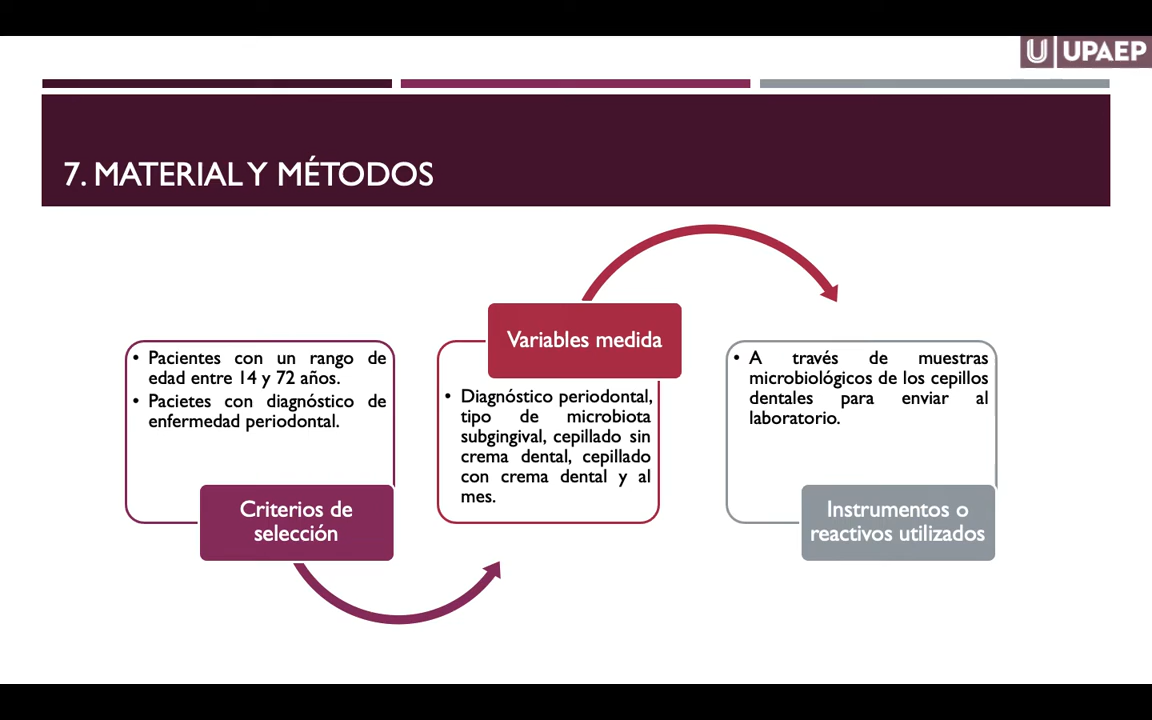 U UPAEP
7. MATERIAL Y MÉTODOS
• Pacientes con un rango de
edad entre 14 y 72 años.
• Pacietes con diagnóstico de
enfermedad periodontal.
Criterios de
selección
Variables medida
• Diagnóstico periodontal,
tipo de microbiota
subgingival, cepillado sin
crema dental, cepillado
con crema dental y al
mes.
• A través de muestras
microbiológicos de los cepillos
dentales para enviar al
laboratorio.
Instrumentos o
reactivos utilizados